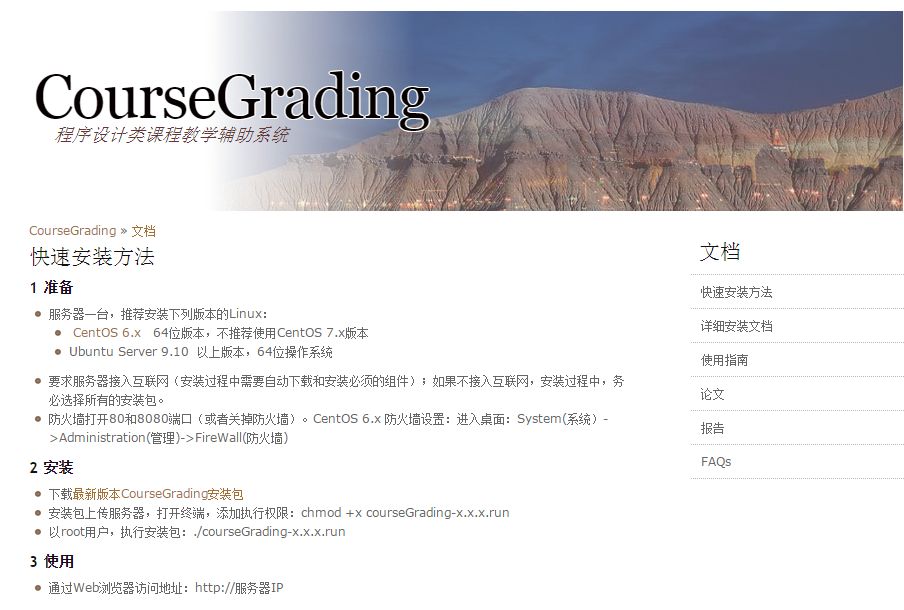 CourseGrading
程序设计类课程教学辅助系统
CourseGrading » 文档
快速安装方法
1 准备
服务器一台，推荐安装下列版本的Linux：
CentOS 6.x 64位版本，不推荐使用CentOS 7.x版本
Ubuntu Server 9.10 以上版本，64位操作系统
要求服务器接入互联网（安装过程中需要自动下载和安装必须的组件）；如果不接入互联网，安装过程中，务
必选择所有的安装包。
防火墙打开80和8080端口（或者关掉防火墙）。CentOS 6.x 防火墙设置：进入桌面：System(系统）-
>Administration(管理)->FireWall(防火墙)
2 安装
下载最新版本CourseGrading安装包
安装包上传服务器，打开终端，添加执行权限：chmod +x courseGrading-x.x.x.run
以root用户，执行安装包：./courseGrading-x.x.x.run
3 使用
通过Web浏览器访问地址：http://服务器IP
文档
快速安装方法
详细安装文档
使用指南
论文
报告
FAQs